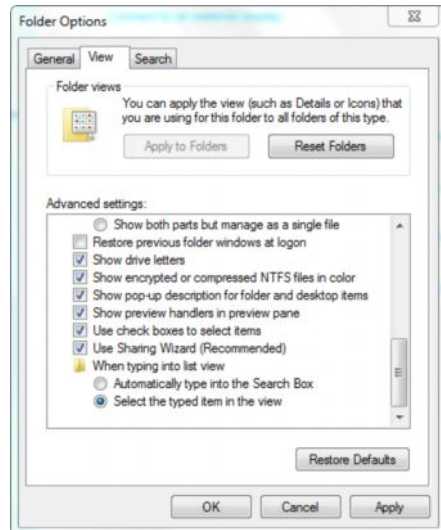 Folder Options
General View Search
Folder views
You can apply the view (such as Details or Icons) that
you are using for this folder to all folders of this type.
Apply to Folders Reset Folders
Advanced settings:
Show both parts but manage as a single file
Restore previous folder windows at logon
Show drive letters
Show encrypted or compressed NTFS files in color
Show pop-up description for folder and desktop items
Show preview handlers in preview pane
Use check boxes to select items
Use Sharing Wizard (Recommended)
When typing into list view
Automatically type into the Search Box
Select the typed item in the view
Restore Defaults
OK Cancel Apply